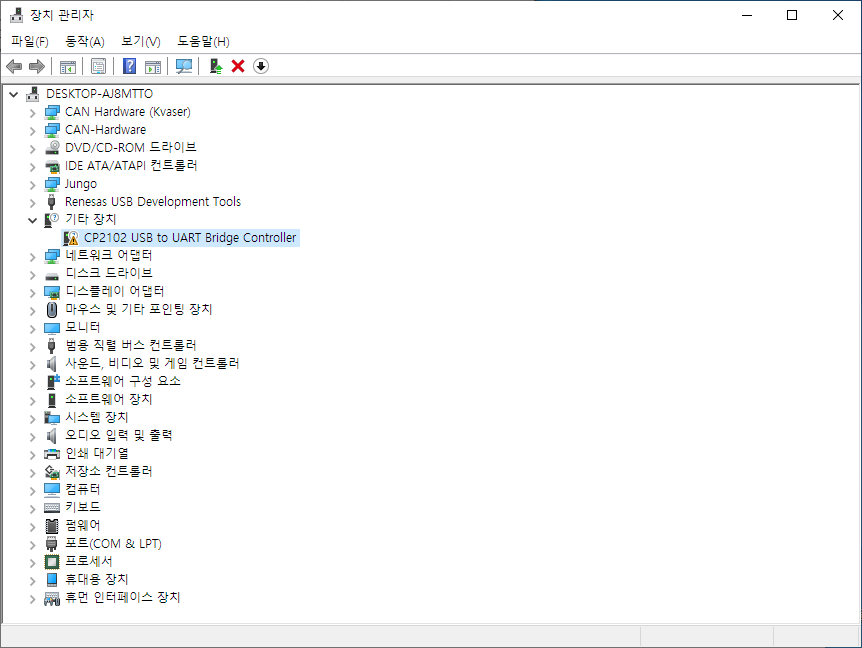 장치 관리자
파일(F) 동작(A) 보기(V) 도움말(H)
DESKTOP-AJ8MTTO
CAN Hardware (Kvaser)
CAN-Hardware
DVD/CD-ROM 드라이브
IDE ATA/ATAPI 컨트롤러
Jungo
Renesas USB Development Tools
기타 장치
CP2102 USB to UART Bridge Controller
네트워크 어댑터
디스크 드라이브
디스플레이 어댑터
마우스 및 기타 포인팅 장치
모니터
범용 직렬 버스 컨트롤러
사운드, 비디오 및 게임 컨트롤러
소프트웨어 구성 요소
소프트웨어 장치
시스템 장치
오디오 입력 및 출력
인쇄 대기열
저장소 컨트롤러
컴퓨터
키보드
펌웨어
포트(COM & LPT)
프로세서
휴대용 장치
휴먼 인터페이스 장치